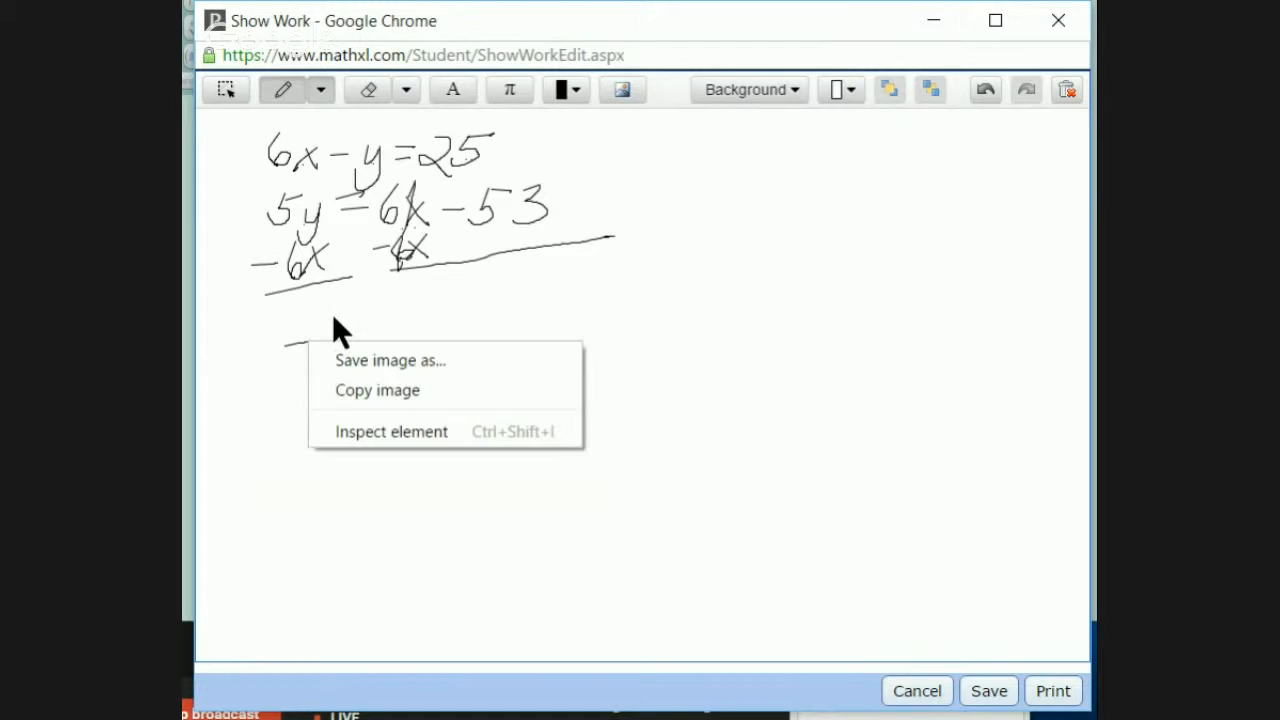 Show Work - Google Chrome
https://www.mathxl.com/Student/ShowWorkEdit.aspx
A π Background
6x - y = 25
5y = 6x - 53
-6x -6x
-
Save image as...
Copy image
Inspect element Ctrl+Shift+I
Cancel Save Print
broadcast LIVE